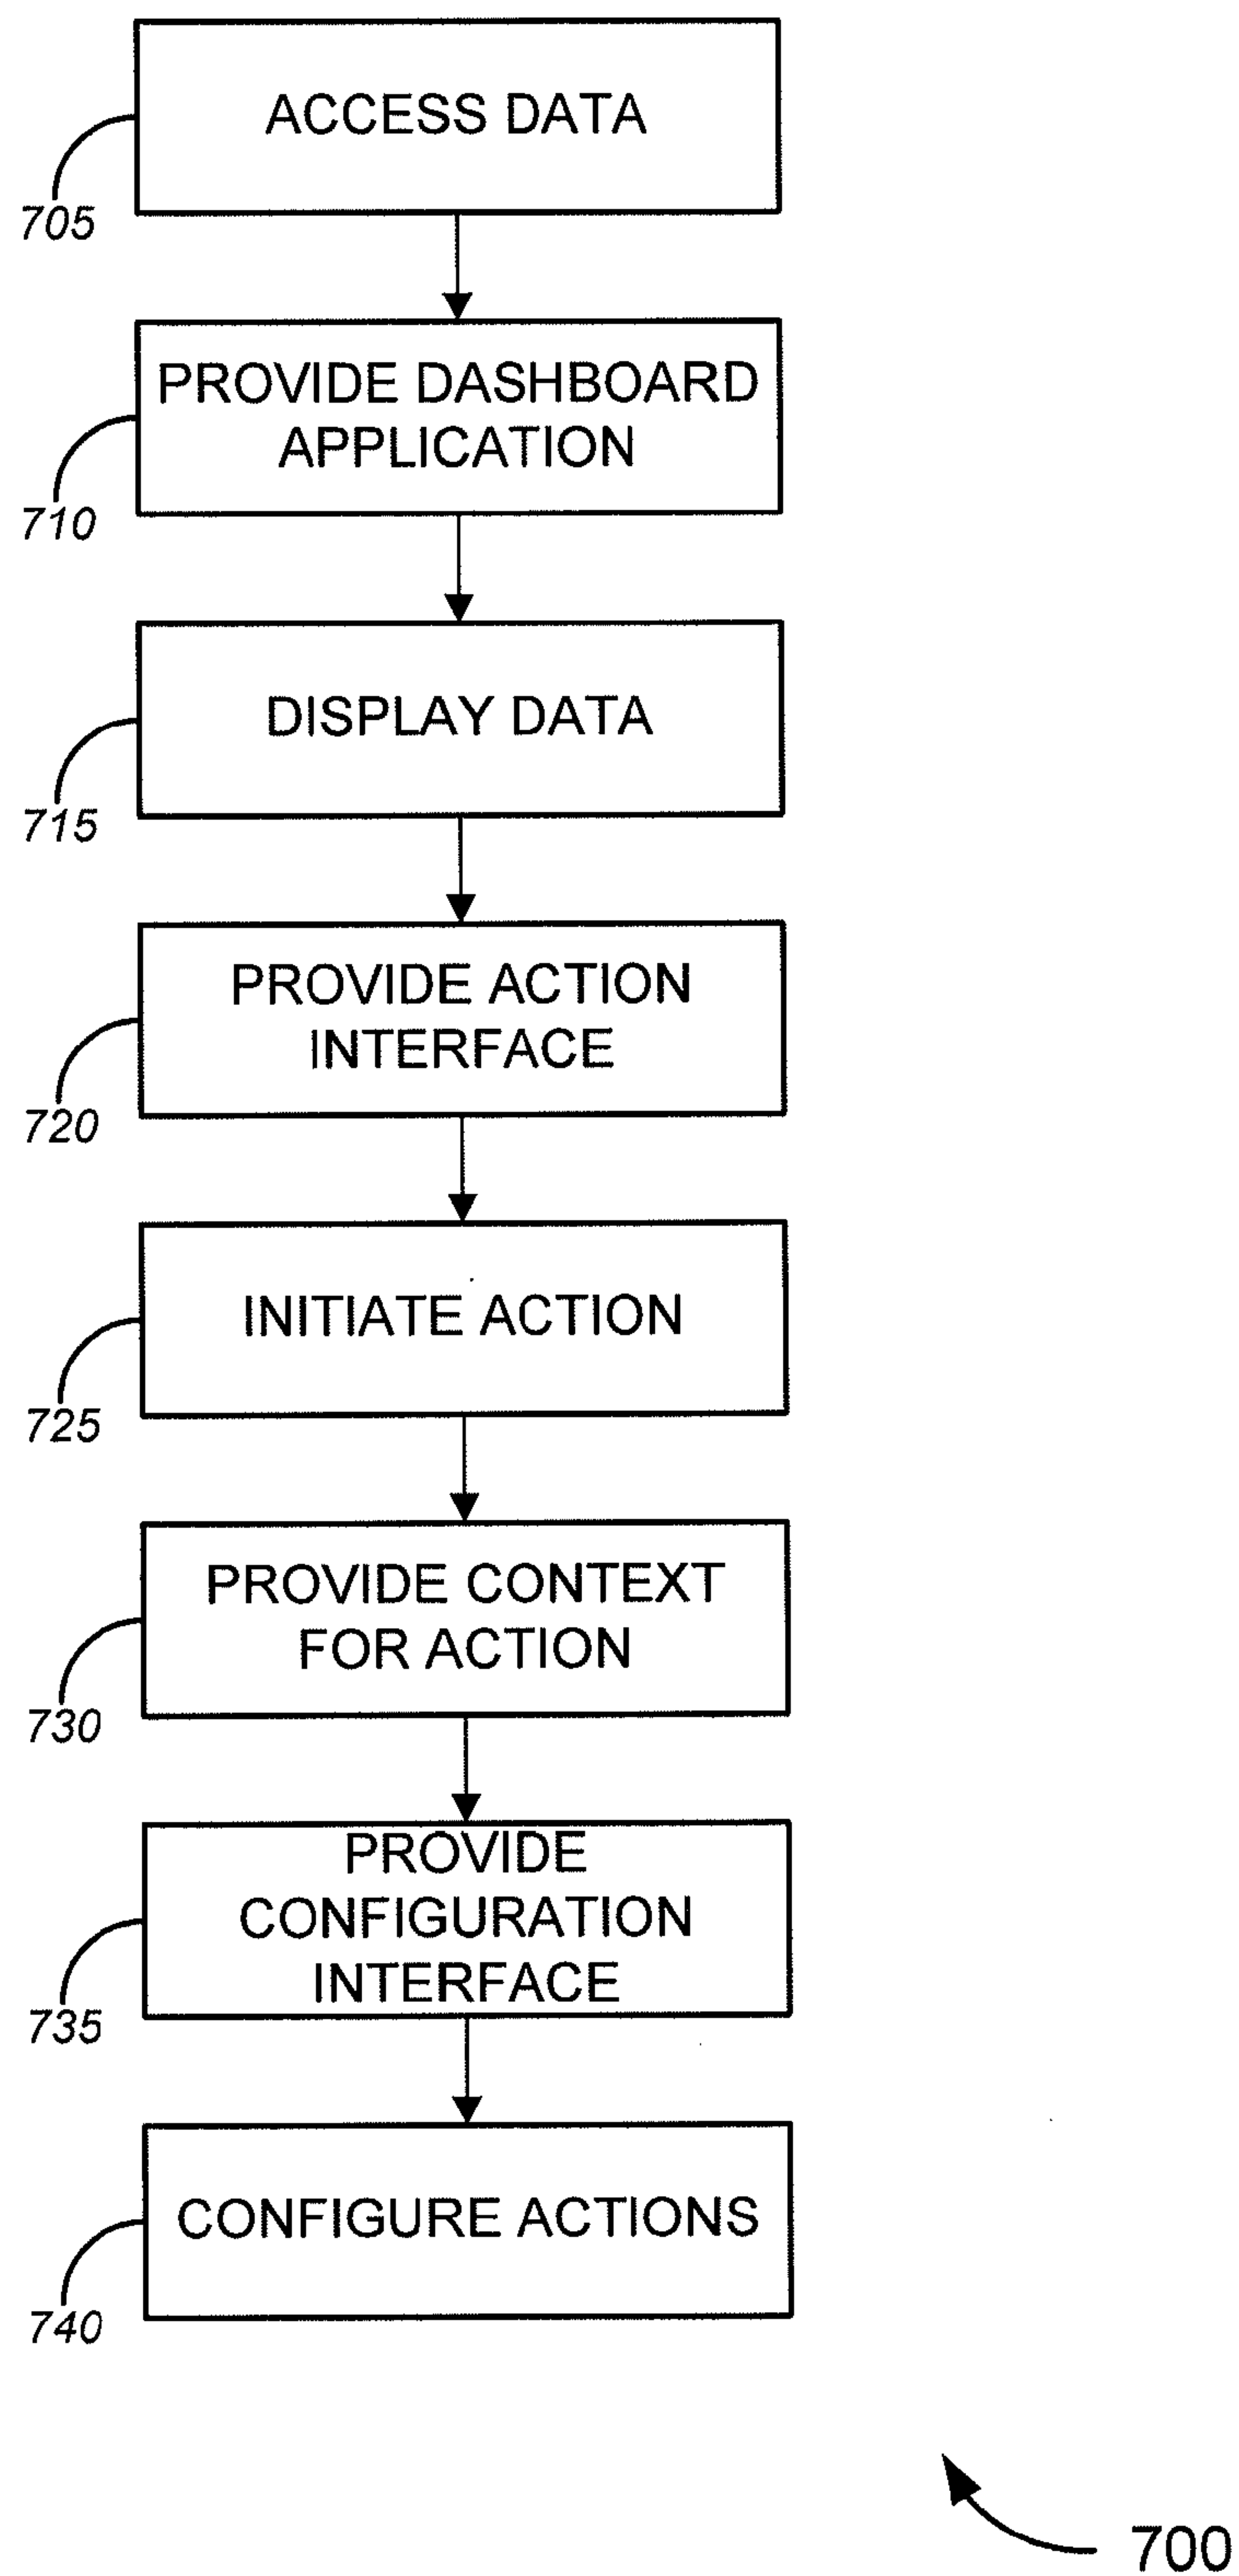 ACCESS DATA
705
PROVIDE DASHBOARD
APPLICATION
710
DISPLAY DATA
715
PROVIDE ACTION
INTERFACE
720
INITIATE ACTION
725
PROVIDE CONTEXT
FOR ACTION
730
PROVIDE
CONFIGURATION
INTERFACE
735
CONFIGURE ACTIONS
740
700